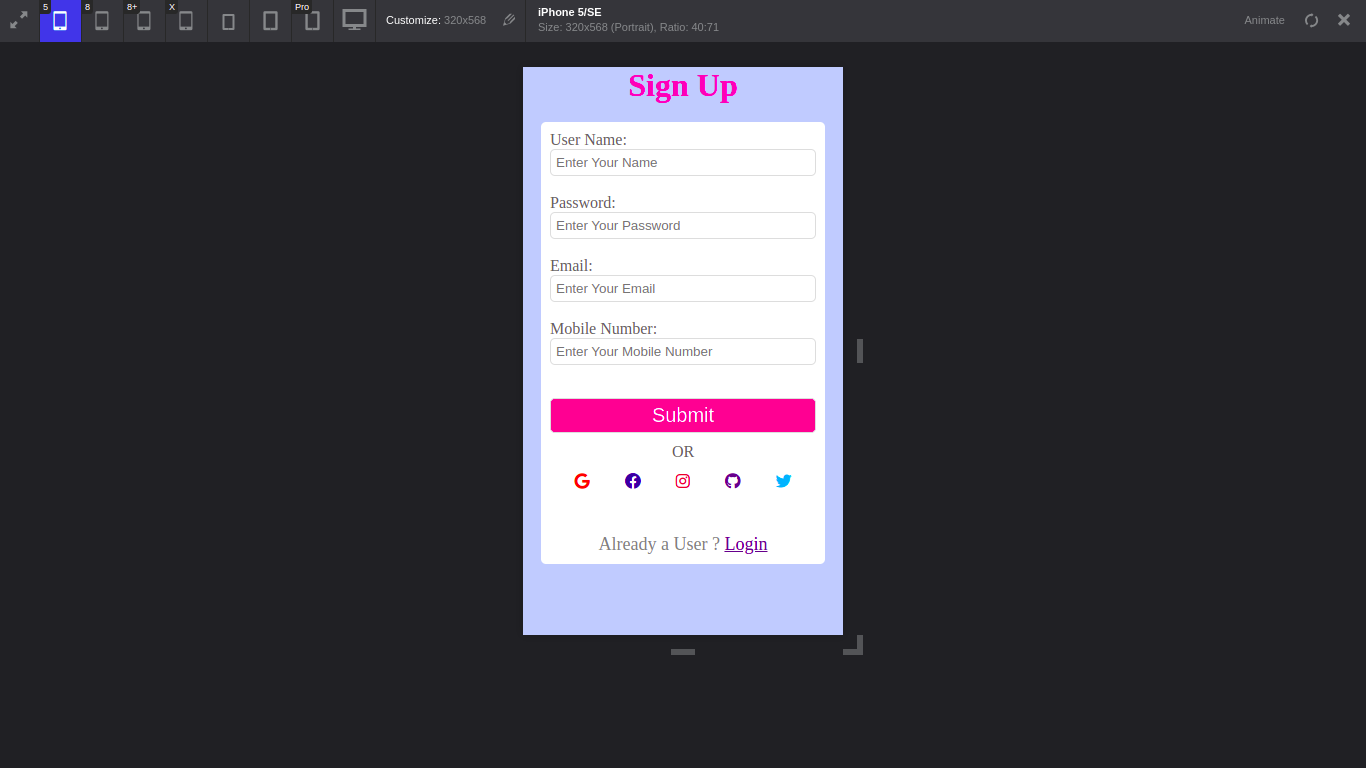 5
8
8+
X
Pro
Customize: 320x568
iPhone 5/SE
Size: 320x568 (Portrait), Ratio: 40:71
Animate
Sign Up
User Name:
Enter Your Name
Password:
Enter Your Password
Email:
Enter Your Email
Mobile Number:
Enter Your Mobile Number
Submit
OR
Already a User ? Login